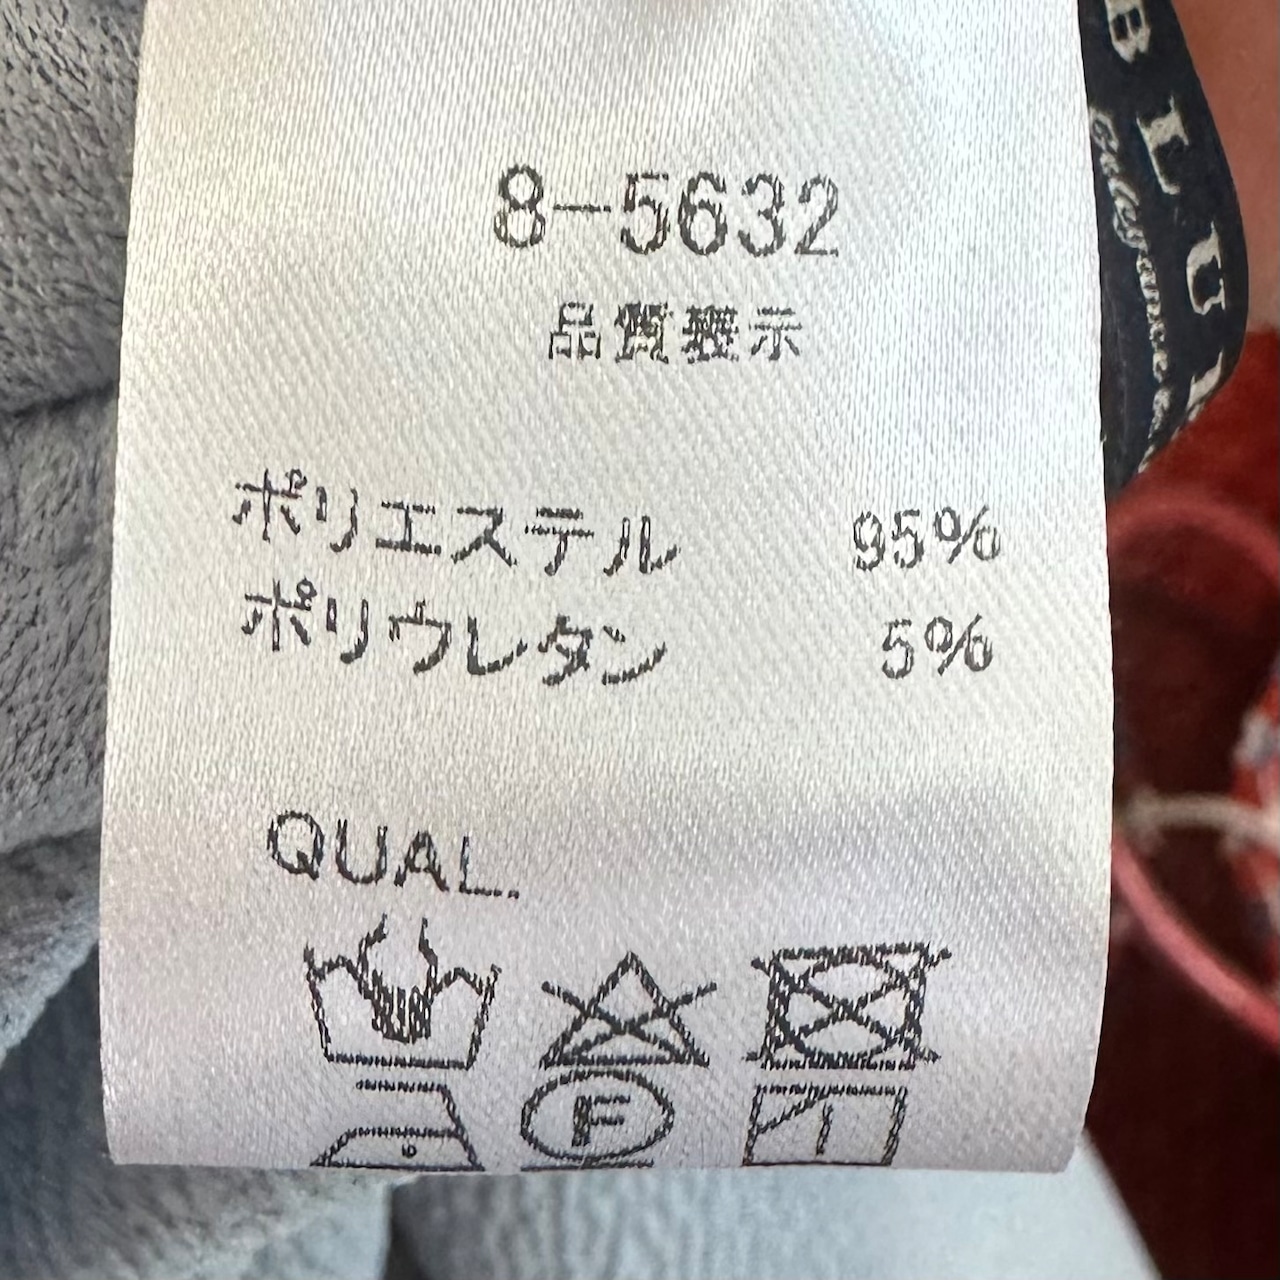 8-5632
品質表示
ポリエステル 95%
ポリウレタン 5%
QUAL.
F
B L U